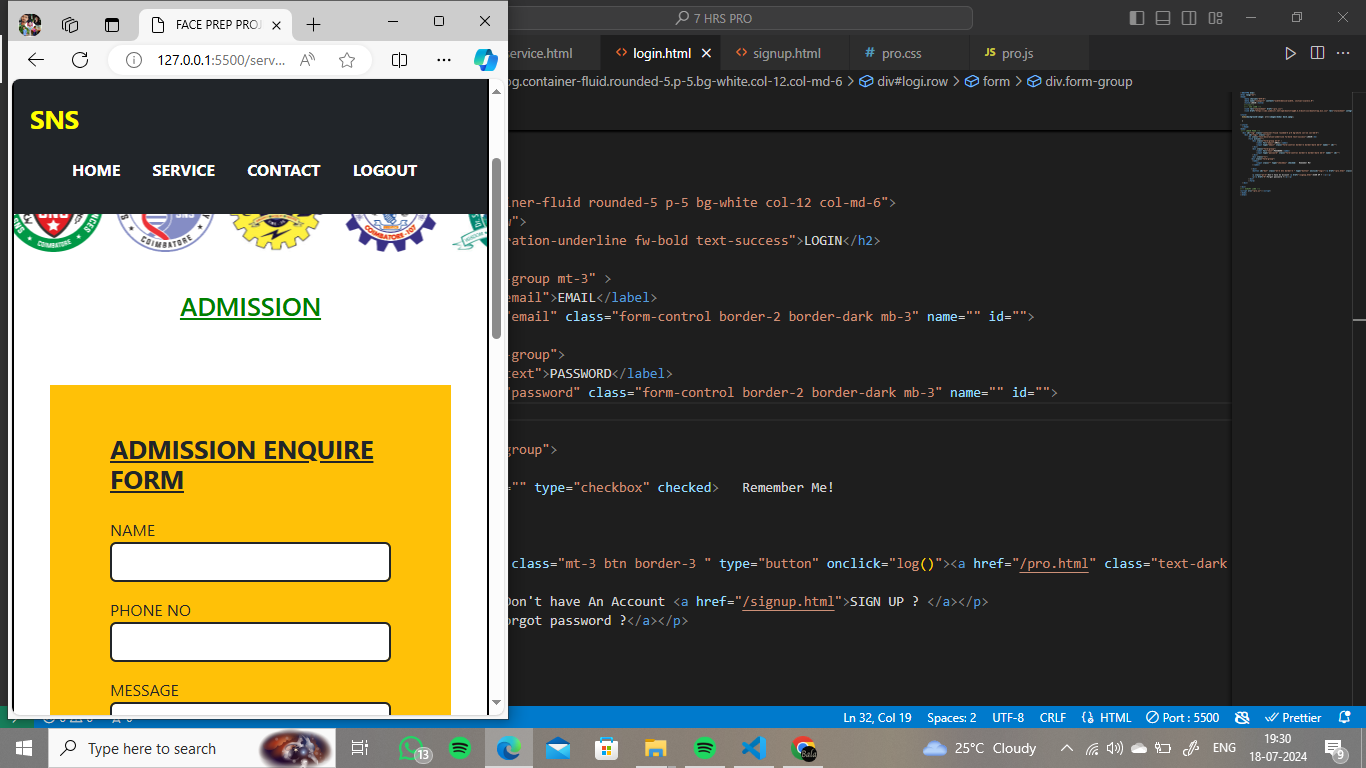 FACE PREP PROJ
127.0.0.1:5500/serv...
SNS
HOME SERVICE CONTACT LOGOUT
COIMBATORE
SNS
COIMBATORE
COIMBATORE-107
ADMISSION
ADMISSION ENQUIRE
FORM
NAME
PHONE NO
MESSAGE
7 HRS PRO
service.html
login.html
signup.html
# pro.css
JS pro.js
og.container-fluid.rounded-5.p-5.bg-white.col-12.col-md-6 > div#logi.row > form > div.form-group
iner-fluid rounded-5 p-5 bg-white col-12 col-md-6">
w">
ration-underline fw-bold text-success">LOGIN</h2>
-group mt-3" >
email">EMAIL</label>
"email" class="form-control border-2 border-dark mb-3" name="" id="">
-group">
text">PASSWORD</label>
"password" class="form-control border-2 border-dark mb-3" name="" id="">
group">
="" type="checkbox" checked> Remember Me!
class="mt-3 btn border-3 " type="button" onclick="log()"><a href="/pro.html" class="text-dark
Don't have An Account <a href="/signup.html">SIGN UP ? </a></p>
orgot password ?</a></p>
Ln 32, Col 19 Spaces: 2 UTF-8 CRLF HTML Port : 5500 Prettier
Type here to search
13
Bala
25°C Cloudy
ENG
19:30
18-07-2024
9